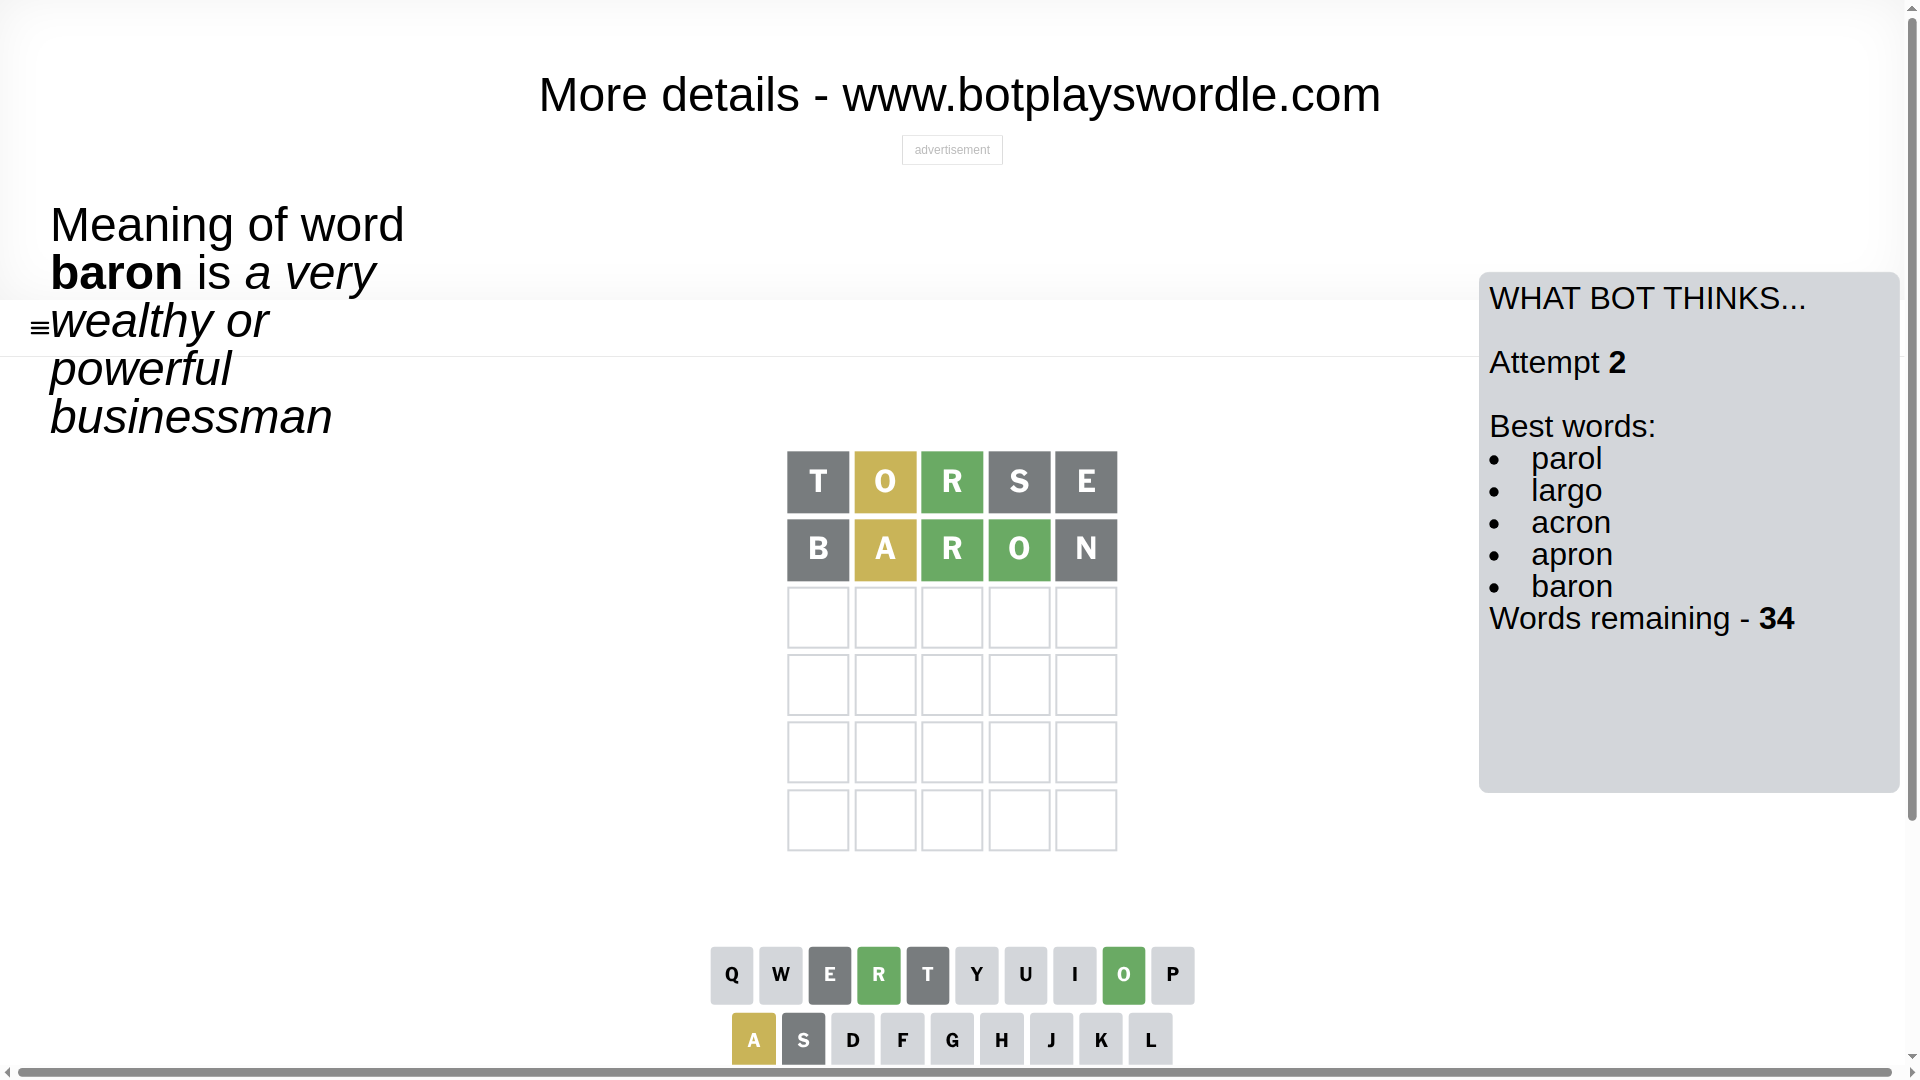 More details - www.botplayswordle.com
advertisement
Meaning of word
baron is a very
wealthy or
powerful
businessman
WHAT BOT THINKS...
Attempt 2
Best words:
parol
largo
acron
apron
baron
Words remaining - 34
T O R S E
B A R O N
Q W E R T Y U I O P
A S D F G H J K L